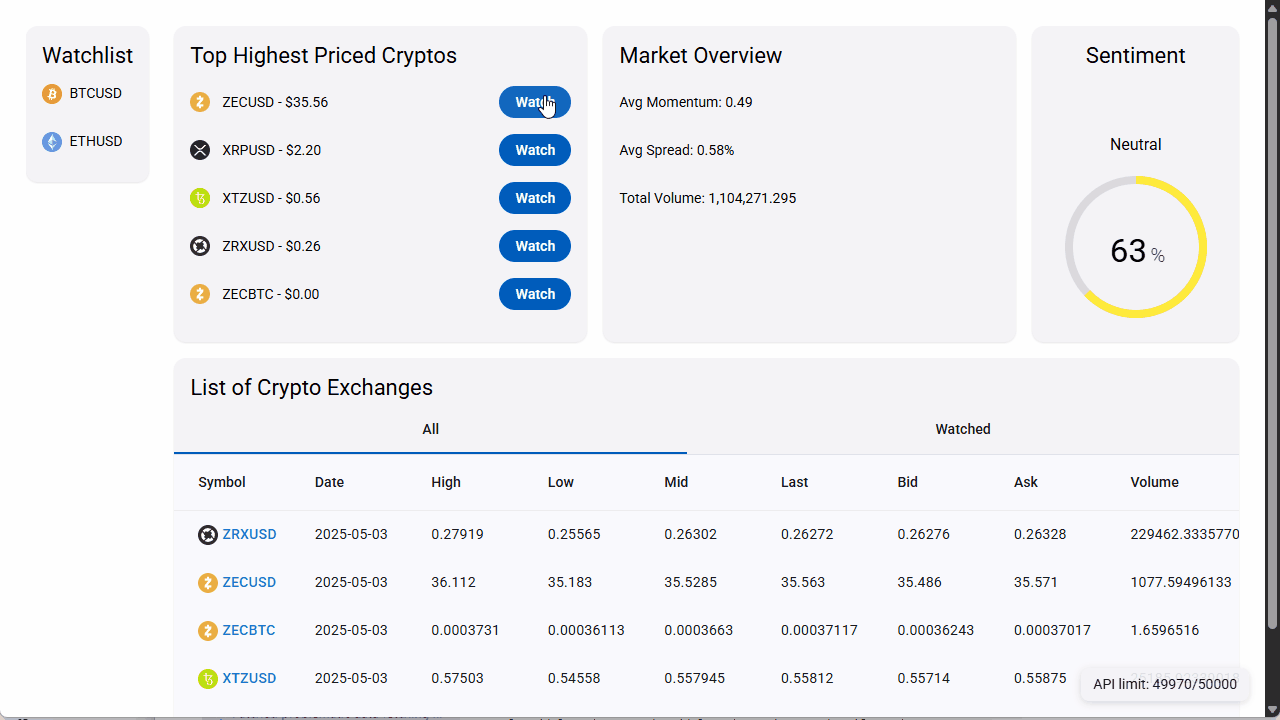 Watchlist
BTCUSD
ETHUSD
Top Highest Priced Cryptos
ZECUSD - $35.56
Watch
XRPUSD - $2.20
Watch
XTZUSD - $0.56
Watch
ZRXUSD - $0.26
Watch
ZECBTC - $0.00
Watch
Market Overview
Avg Momentum: 0.49
Avg Spread: 0.58%
Total Volume: 1,104,271.295
Sentiment
Neutral
63 %
List of Crypto Exchanges
All Watched
Symbol Date High Low Mid Last Bid Ask Volume
ZRXUSD 2025-05-03 0.27919 0.25565 0.26302 0.26272 0.26276 0.26328 229462.3335770
ZECUSD 2025-05-03 36.112 35.183 35.5285 35.563 35.486 35.571 1077.59496133
ZECBTC 2025-05-03 0.0003731 0.00036113 0.0003663 0.00037117 0.00036243 0.00037017 1.6596516
XTZUSD 2025-05-03 0.57503 0.54558 0.557945 0.55812 0.55714 0.55875
API limit: 49970/50000